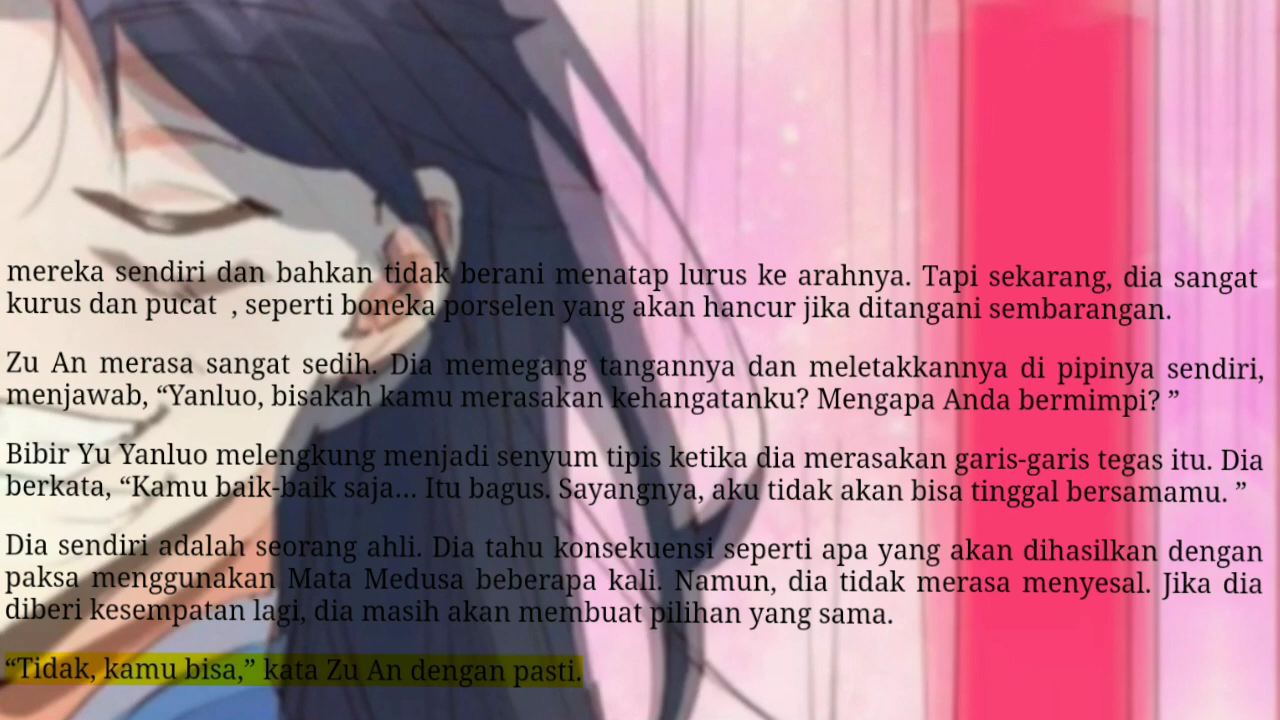 mereka sendiri dan bahkan tidak berani menatap lurus ke arahnya. Tapi sekarang, dia sangat
kurus dan pucat  , seperti boneka porselen yang akan hancur jika ditangani sembarangan.
Zu An merasa sangat sedih. Dia memegang tangannya dan meletakkannya di pipinya sendiri,
menjawab, “Yanluo, bisakah kamu merasakan kehangatanku? Mengapa Anda bermimpi? ”
Bibir Yu Yanluo melengkung menjadi senyum tipis ketika dia merasakan garis-garis tegas itu. Dia
berkata, “Kamu baik-baik saja... Itu bagus. Sayangnya, aku tidak akan bisa tinggal bersamamu. ”
Dia sendiri adalah seorang ahli. Dia tahu konsekuensi seperti apa yang akan dihasilkan dengan
paksa menggunakan Mata Medusa beberapa kali. Namun, dia tidak merasa menyesal. Jika dia
diberi kesempatan lagi, dia masih akan membuat pilihan yang sama.
“Tidak, kamu bisa,” kata Zu An dengan pasti.